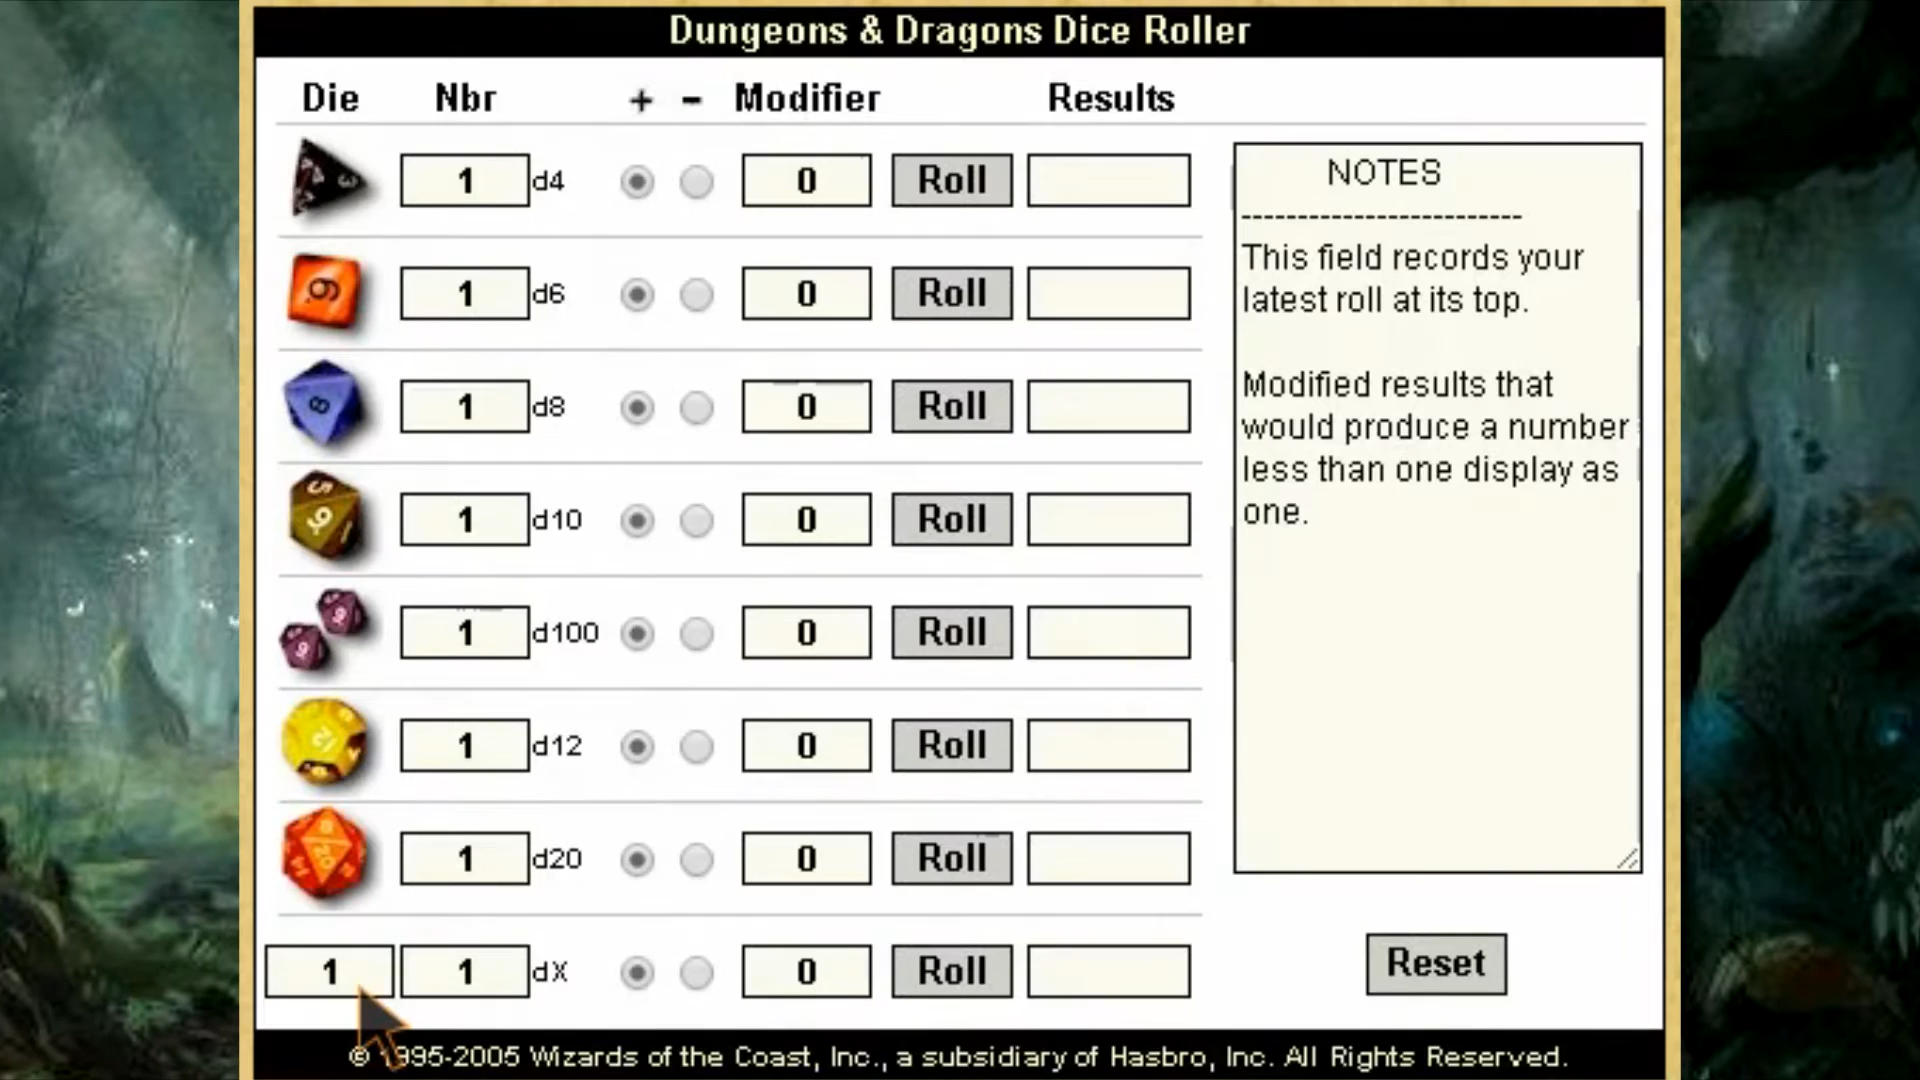 Dungeons & Dragons Dice Roller
Die Nbr + - Modifier Results
1 d4 0 Roll
6 1 d6 0 Roll
8 1 d8 0 Roll
1 d10 0 Roll
1 d100 0 Roll
12 1 d12 0 Roll
20 1 d20 0 Roll
1 1 dX 0 Roll
NOTES
-------------------------
This field records your
latest roll at its top.
Modified results that
would produce a number
less than one display as
one.
Reset
© 1995-2005 Wizards of the Coast, Inc., a subsidiary of Hasbro, Inc. All Rights Reserved.